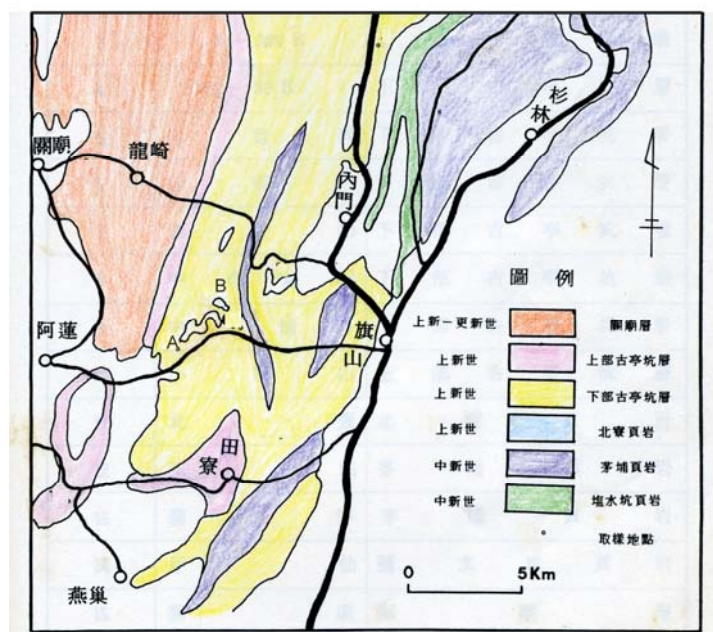 杉林
關廟
龍崎
內門
B
A
阿蓮
旗山
田寮
燕巢
圖 例
上新－更新世 關廟層
上新世 上部古亭坑層
上新世 下部古亭坑層
上新世 北寮頁岩
中新世 茅埔頁岩
中新世 塩水坑頁岩
取樣地點
0 5Km